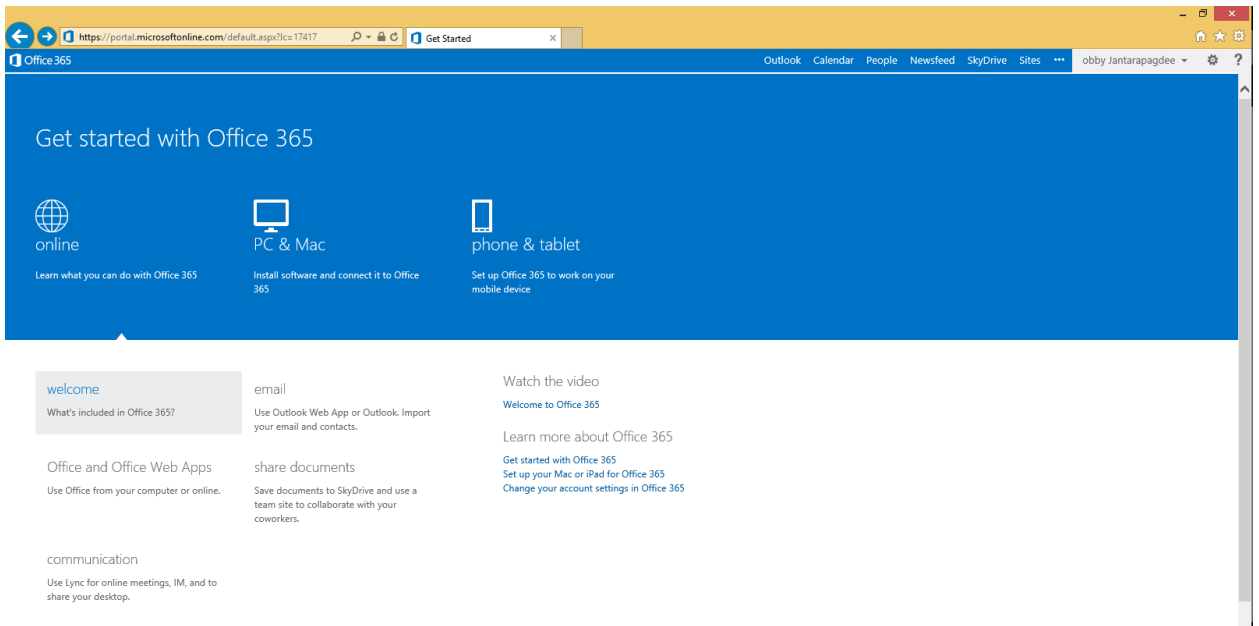 https://portal.microsoftonline.com/default.aspx?lc=17417
Get Started
Office 365
Outlook Calendar People Newsfeed SkyDrive Sites ••• obby Jantarapagdee ?
Get started with Office 365
online
Learn what you can do with Office 365
PC & Mac
Install software and connect it to Office
365
phone & tablet
Set up Office 365 to work on your
mobile device
welcome
What's included in Office 365?
email
Use Outlook Web App or Outlook. Import
your email and contacts.
Office and Office Web Apps
Use Office from your computer or online.
share documents
Save documents to SkyDrive and use a
team site to collaborate with your
coworkers.
communication
Use Lync for online meetings, IM, and to
share your desktop.
Watch the video
Welcome to Office 365
Learn more about Office 365
Get started with Office 365
Set up your Mac or iPad for Office 365
Change your account settings in Office 365